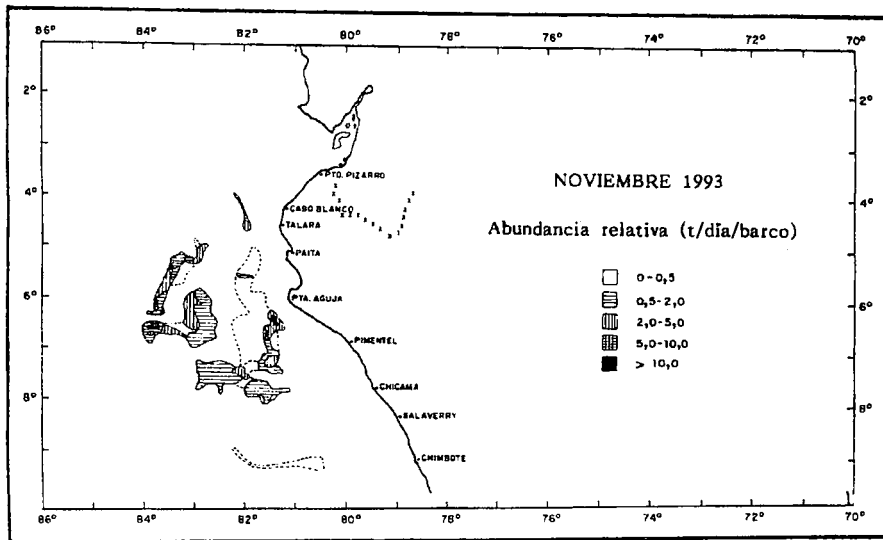 86° 84° 82° 80° 78° 76° 74° 72° 70°
2° 2°
4° 4°
6° 6°
8° 8°
PTO. PIZARRO
CABO BLANCO
TALARA
PAITA
PTA. AGUJA
PIMENTEL
CHICAMA
SALAVERRY
CHIMBOTE
NOVIEMBRE 1993
Abundancia relativa (t/día/barco)
0-0,5
0,5-2,0
2,0-5,0
5,0-10,0
> 10,0
86° 84° 82° 80° 78° 76° 74° 72° 70°